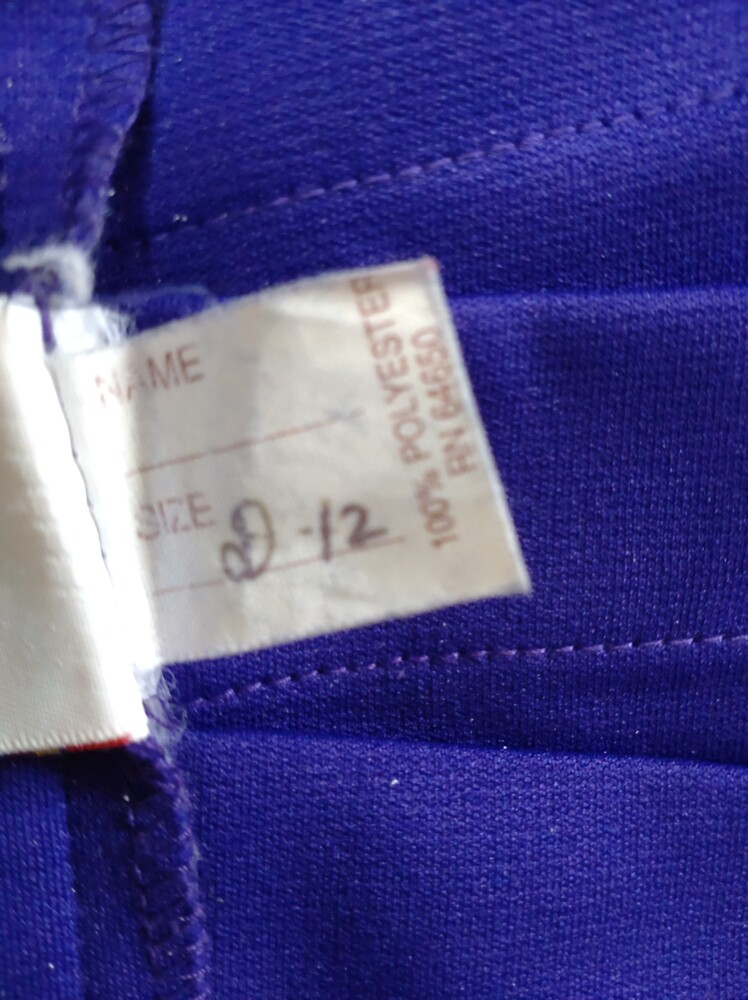 NAME
SIZE D-12
100% POLYESTER
RN 64650